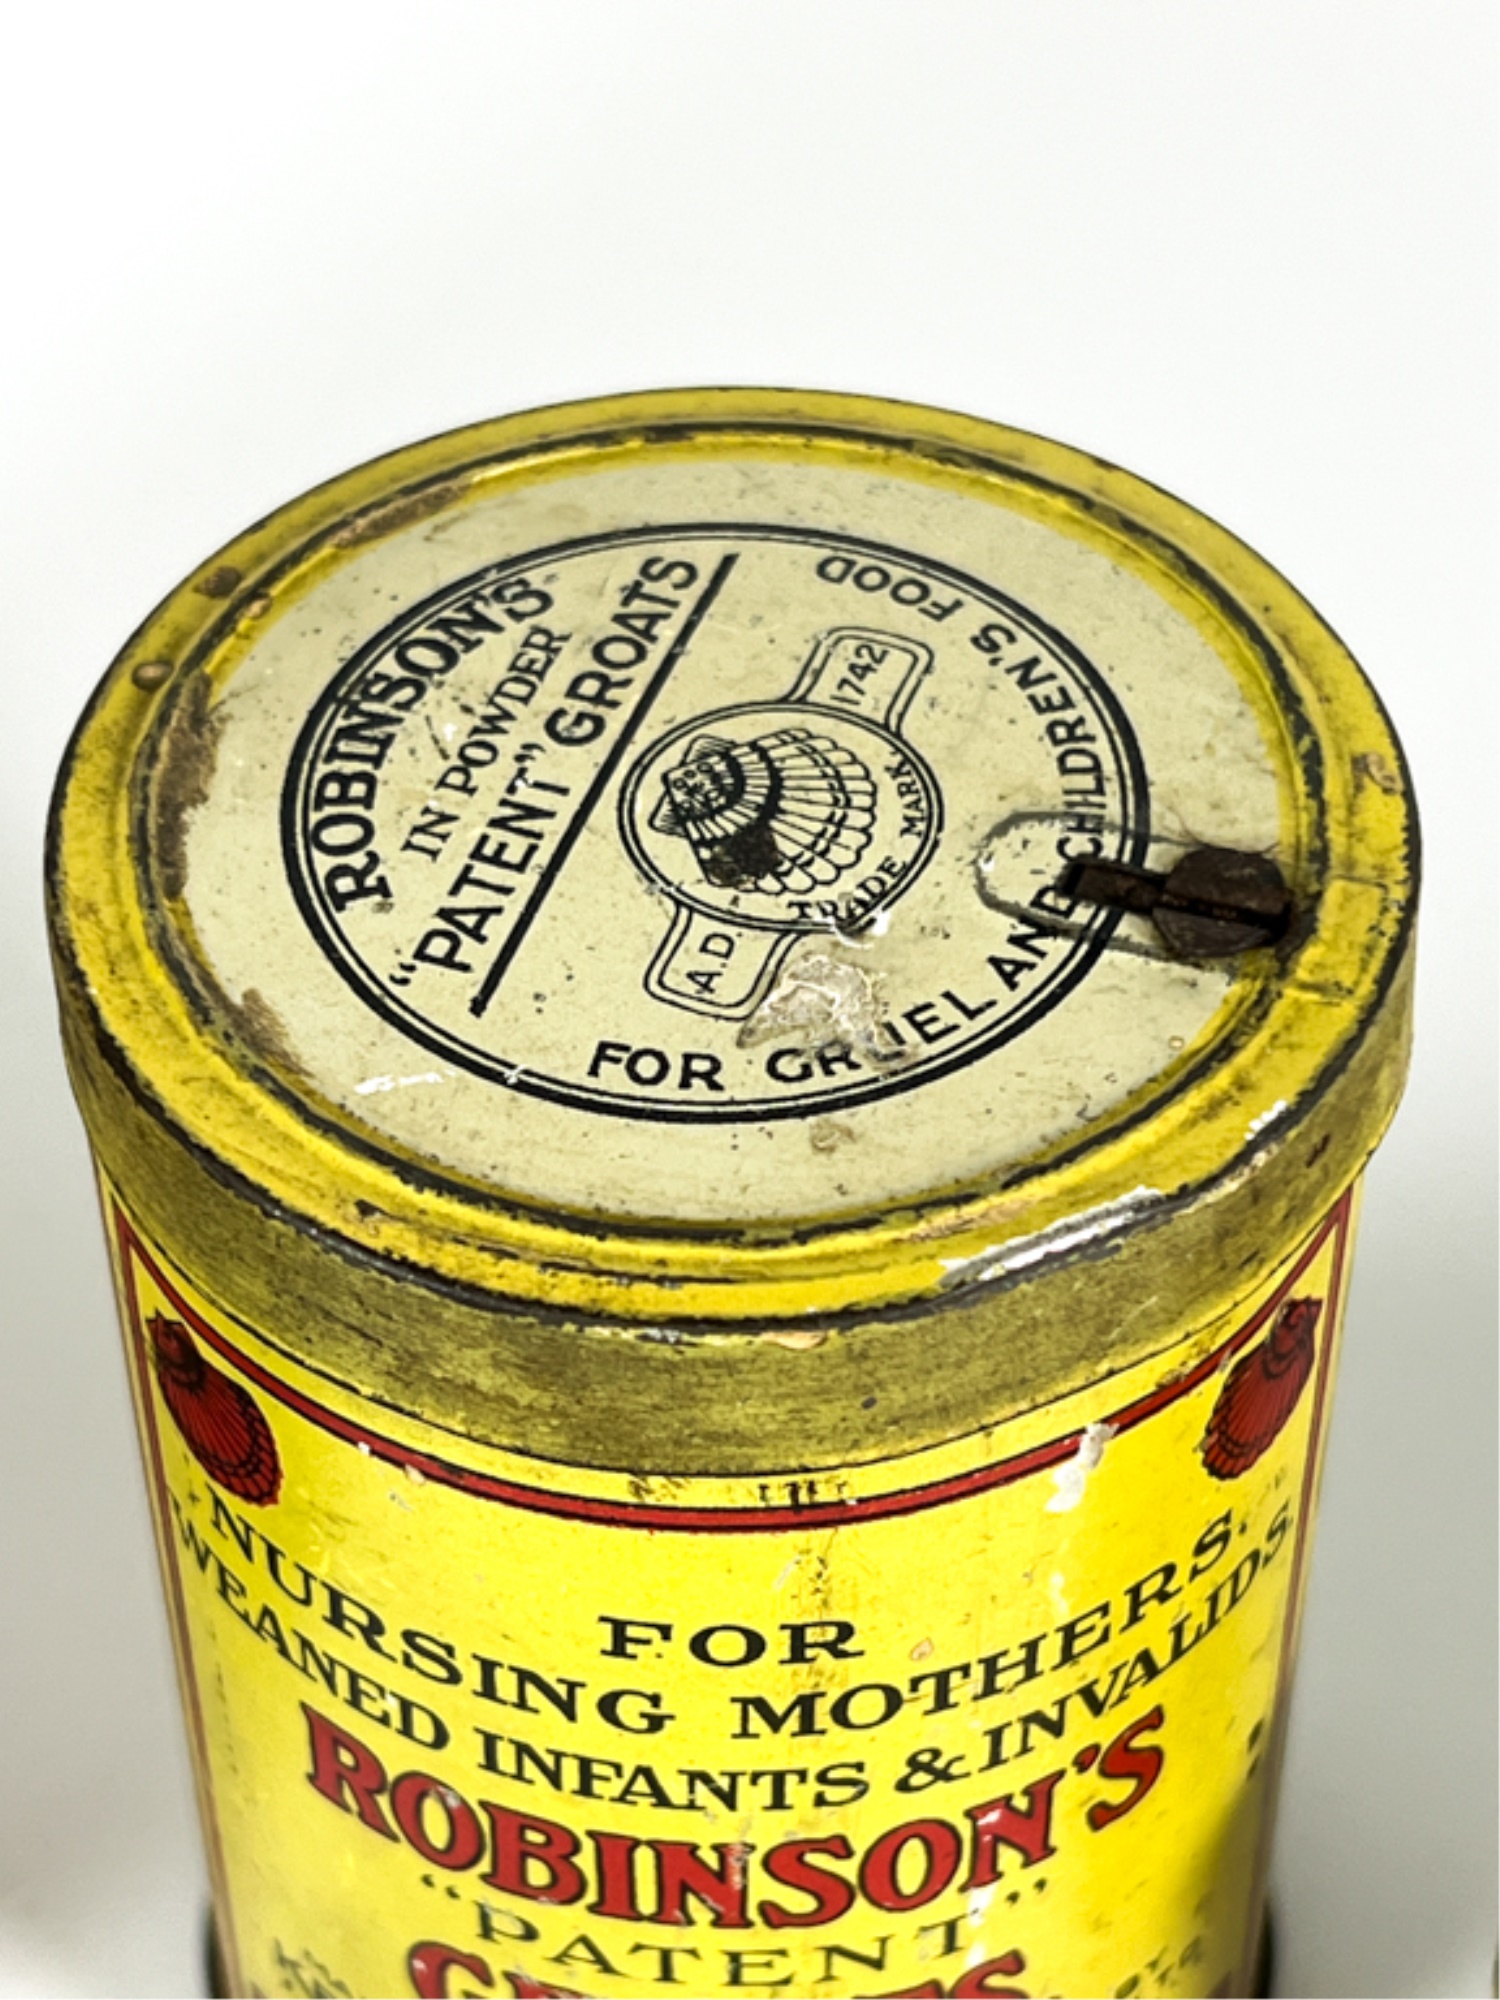 ROBINSON'S
IN POWDER
"PATENT" GROATS
A.D. 1742
TRADE MARK
FOR GRUEL AND CHILDREN'S FOOD
FOR
NURSING MOTHERS.
WEANED INFANTS & INVALIDS.
ROBINSON'S
"PATENT"